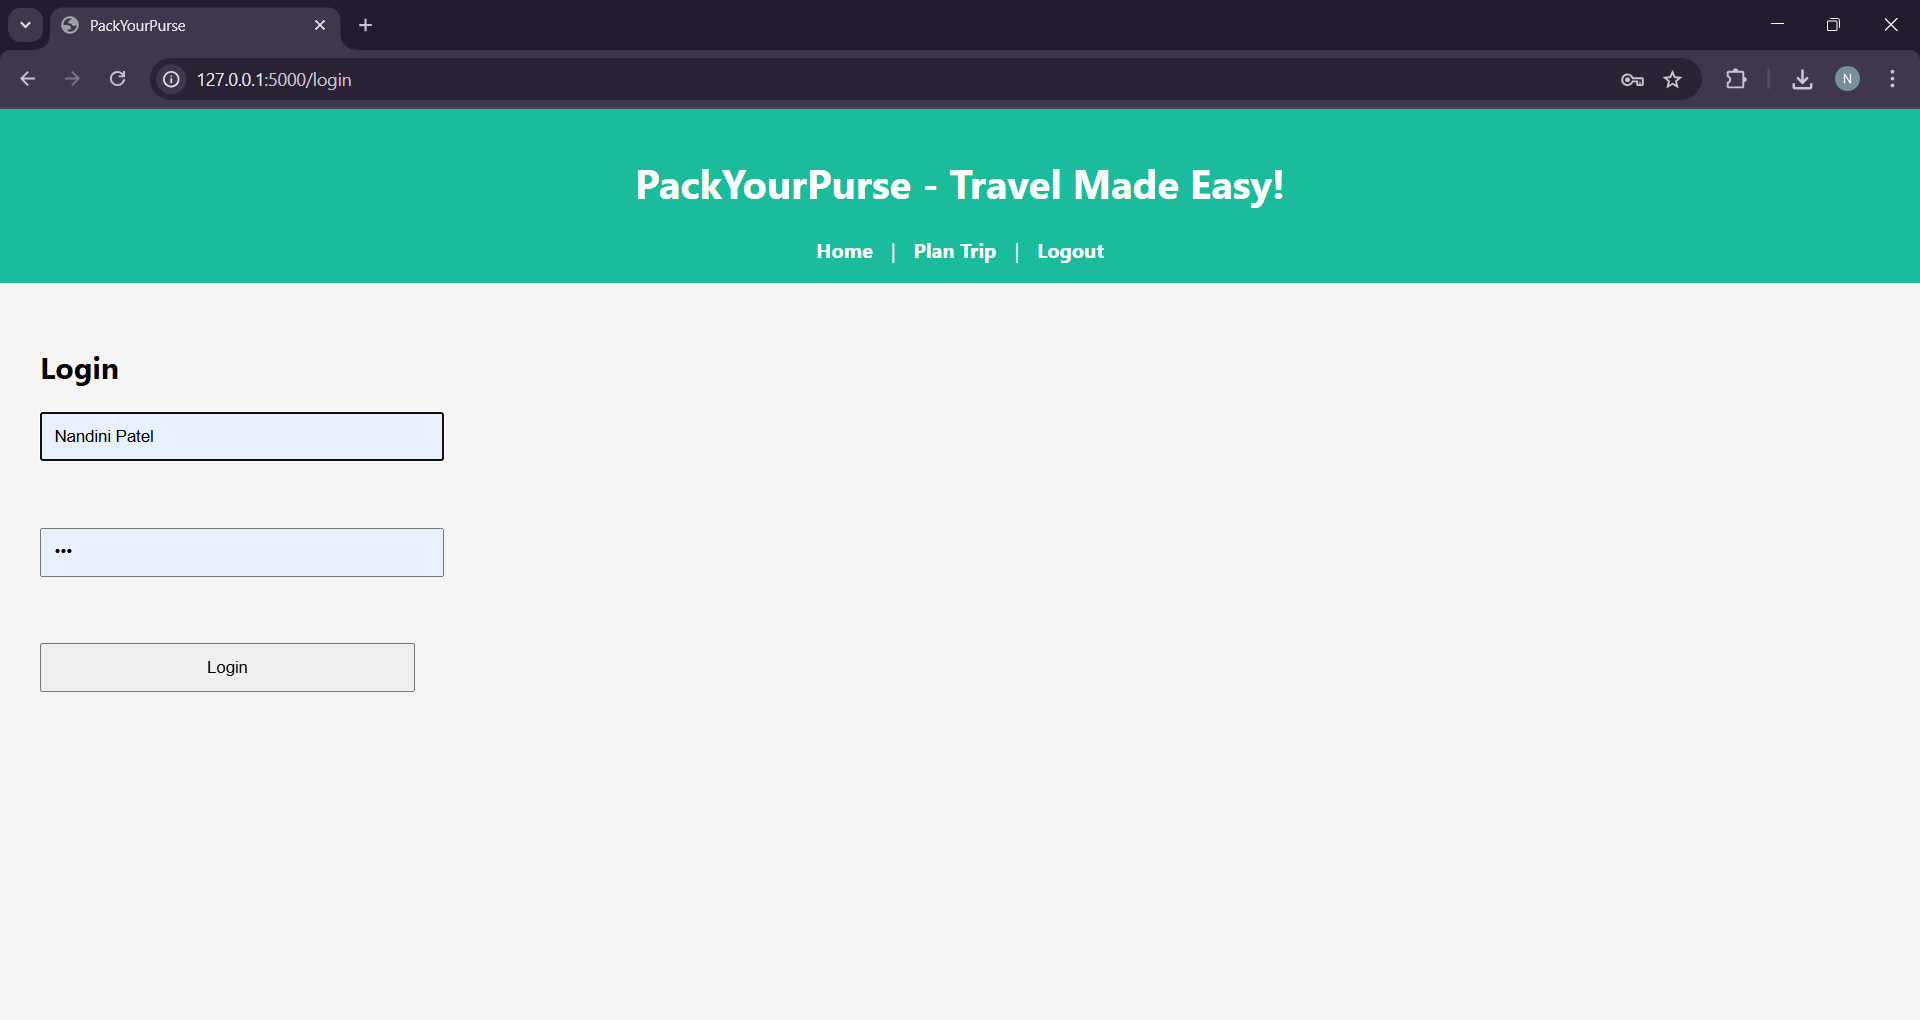 PackYourPurse
127.0.0.1:5000/login
N
PackYourPurse - Travel Made Easy!
Home | Plan Trip | Logout
Login
Nandini Patel
•••
Login